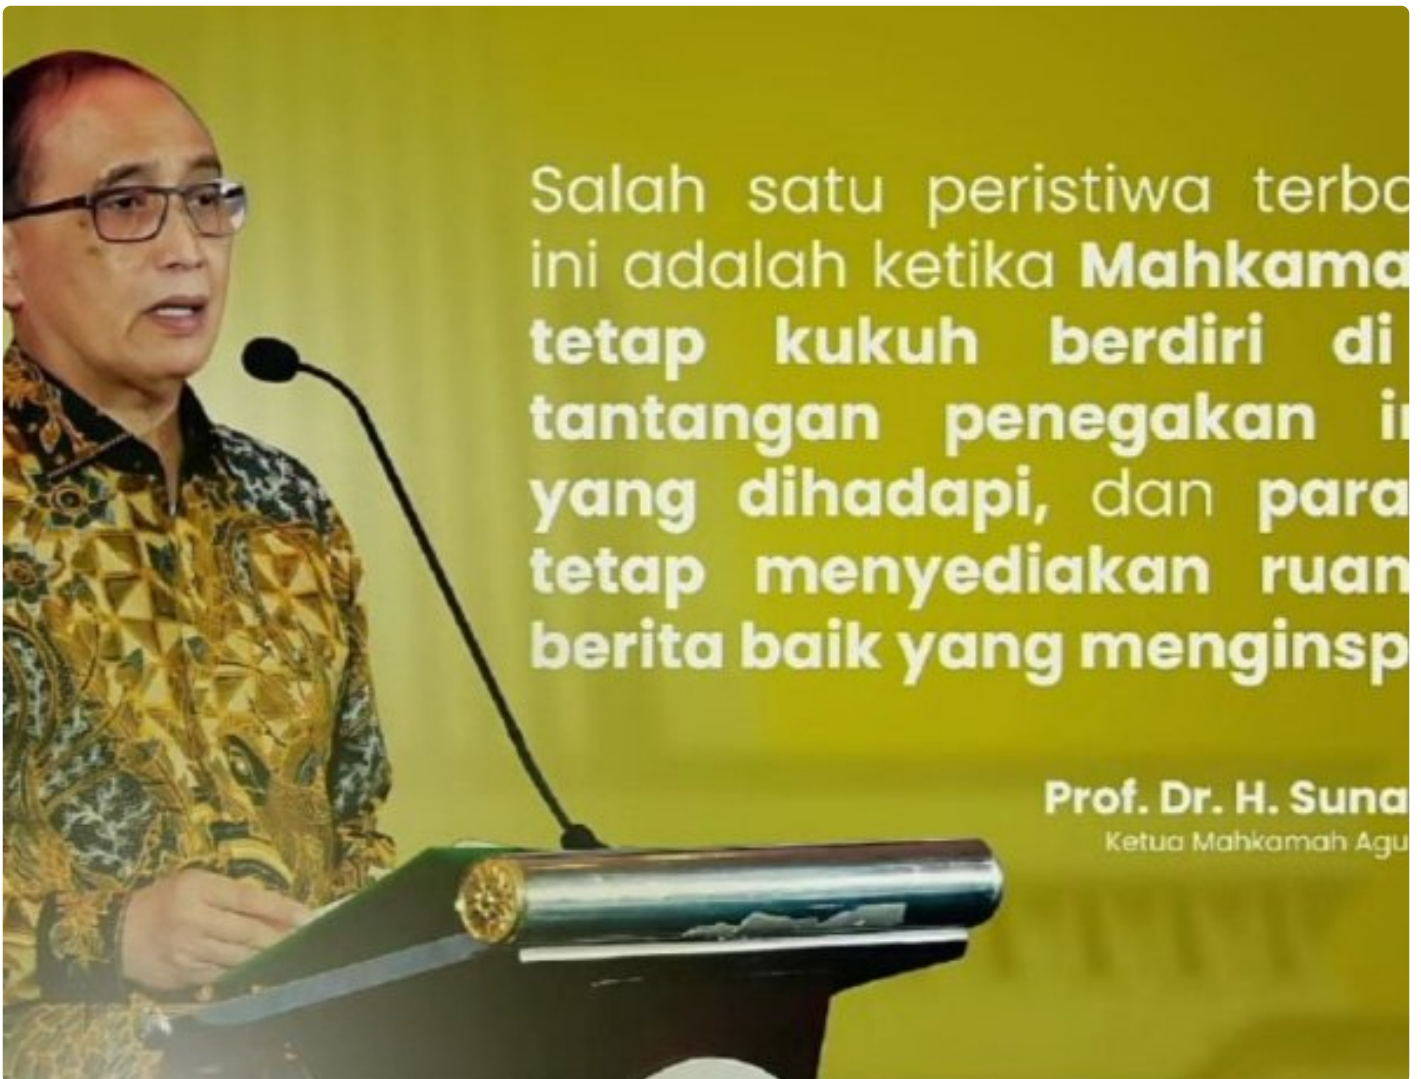 Salah satu peristiwa terba
ini adalah ketika Mahkama
tetap kukuh berdiri di
tantangan penegakan i
yang dihadapi, dan para
tetap menyediakan ruan
berita baik yang menginsp
Prof. Dr. H. Suna
Ketua Mahkamah Agu